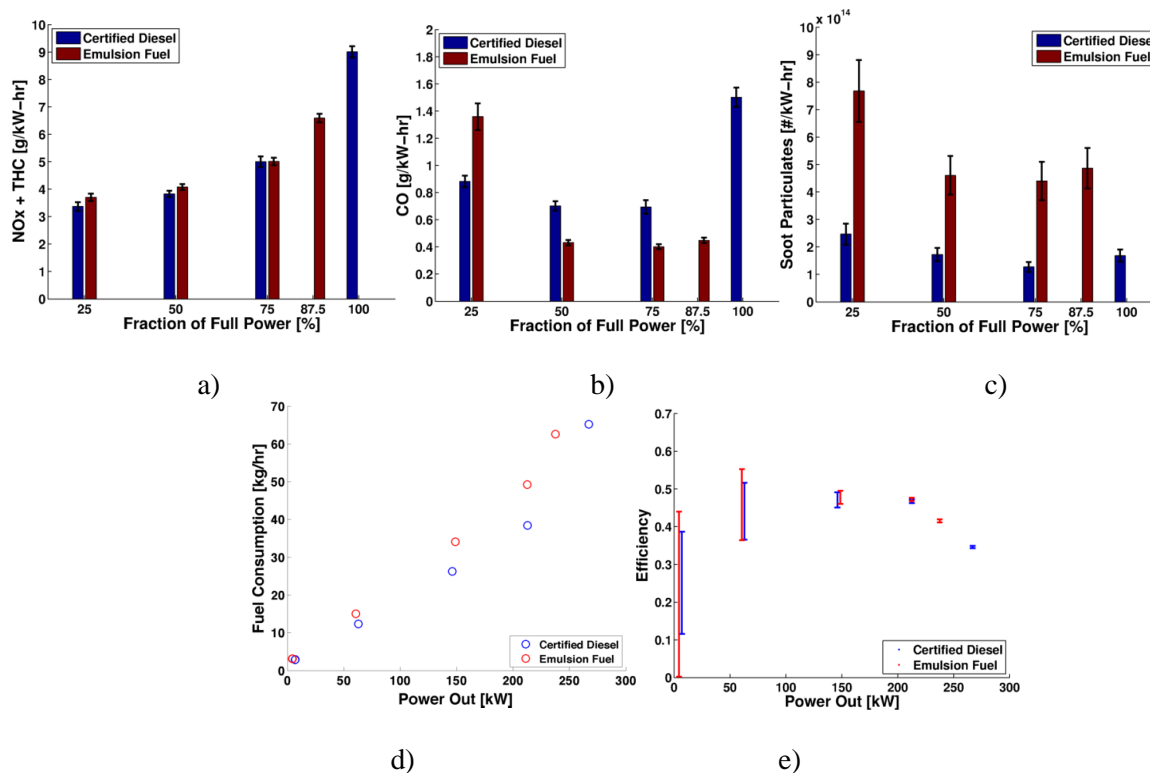 10
9
8
7
6
5
4
3
2
1
0
NOx + THC [g/kW−hr]
Certified Diesel
Emulsion Fuel
25 50 75 87.5 100
Fraction of Full Power [%]
a)
2
1.8
1.6
1.4
1.2
1
0.8
0.6
0.4
0.2
0
CO [g/kW−hr]
Certified Diesel
Emulsion Fuel
25 50 75 87.5 100
Fraction of Full Power [%]
b)
x 10^14
10
9
8
7
6
5
4
3
2
1
0
Soot Particulates [#/kW−hr]
Certified Diesel
Emulsion Fuel
25 50 75 87.5 100
Fraction of Full Power [%]
c)
70
60
50
40
30
20
10
0
Fuel Consumption [kg/hr]
Certified Diesel
Emulsion Fuel
0 50 100 150 200 250 300
Power Out [kW]
d)
0.7
0.6
0.5
0.4
0.3
0.2
0.1
0
Efficiency
Certified Diesel
Emulsion Fuel
0 50 100 150 200 250 300
Power Out [kW]
e)